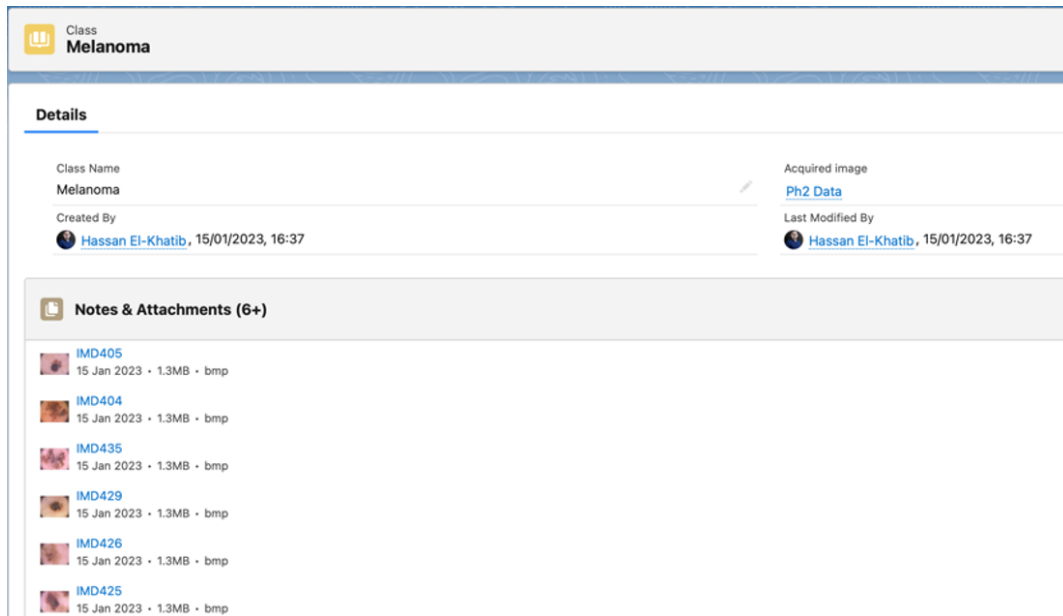 Class
Melanoma
Details
Class Name
Melanoma
Acquired image
Ph2 Data
Created By
Hassan El-Khatib, 15/01/2023, 16:37
Last Modified By
Hassan El-Khatib, 15/01/2023, 16:37
Notes & Attachments (6+)
IMD405
15 Jan 2023 • 1.3MB • bmp
IMD404
15 Jan 2023 • 1.3MB • bmp
IMD435
15 Jan 2023 • 1.3MB • bmp
IMD429
15 Jan 2023 • 1.3MB • bmp
IMD426
15 Jan 2023 • 1.3MB • bmp
IMD425
15 Jan 2023 • 1.3MB • bmp